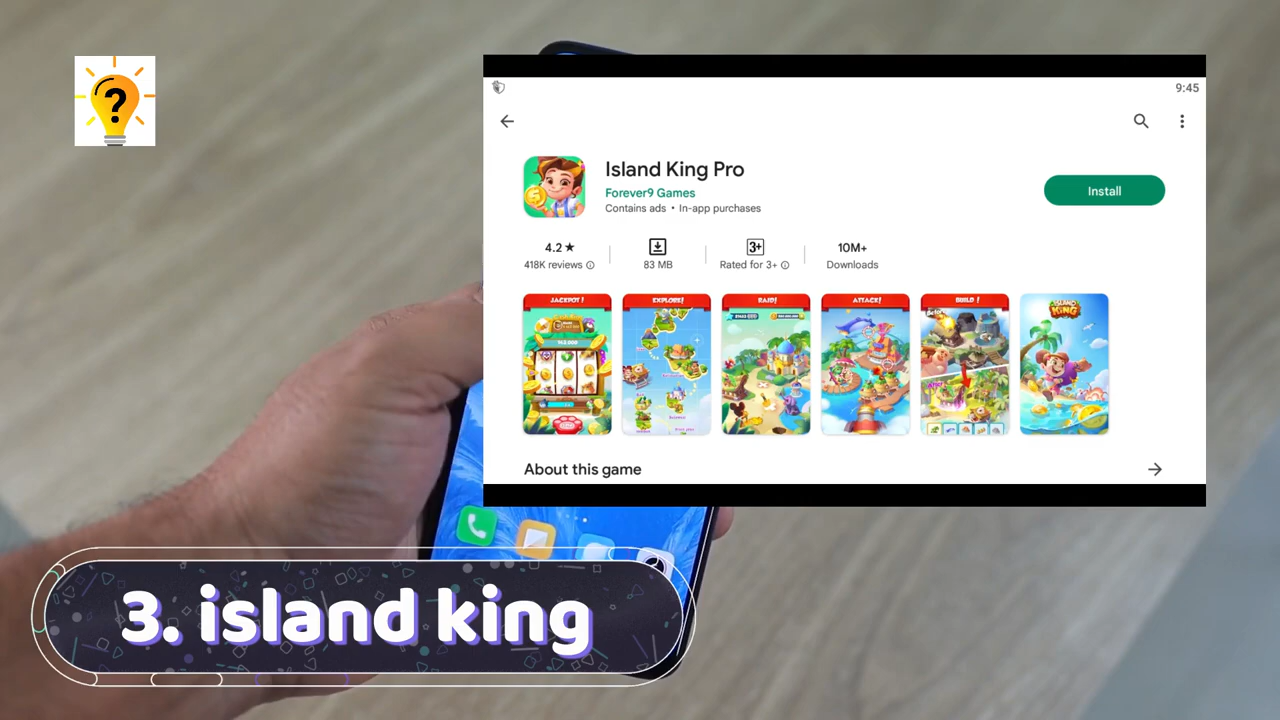 ?
9:45
Island King Pro
Forever9 Games
Contains ads • In-app purchases
Install
4.2★
418K reviews
83 MB
3+
Rated for 3+
10M+
Downloads
JACKPOT!
EXPLORE!
RAID!
ATTACK!
BUILD !
ISLAND
KING
Before
About this game
3. island king